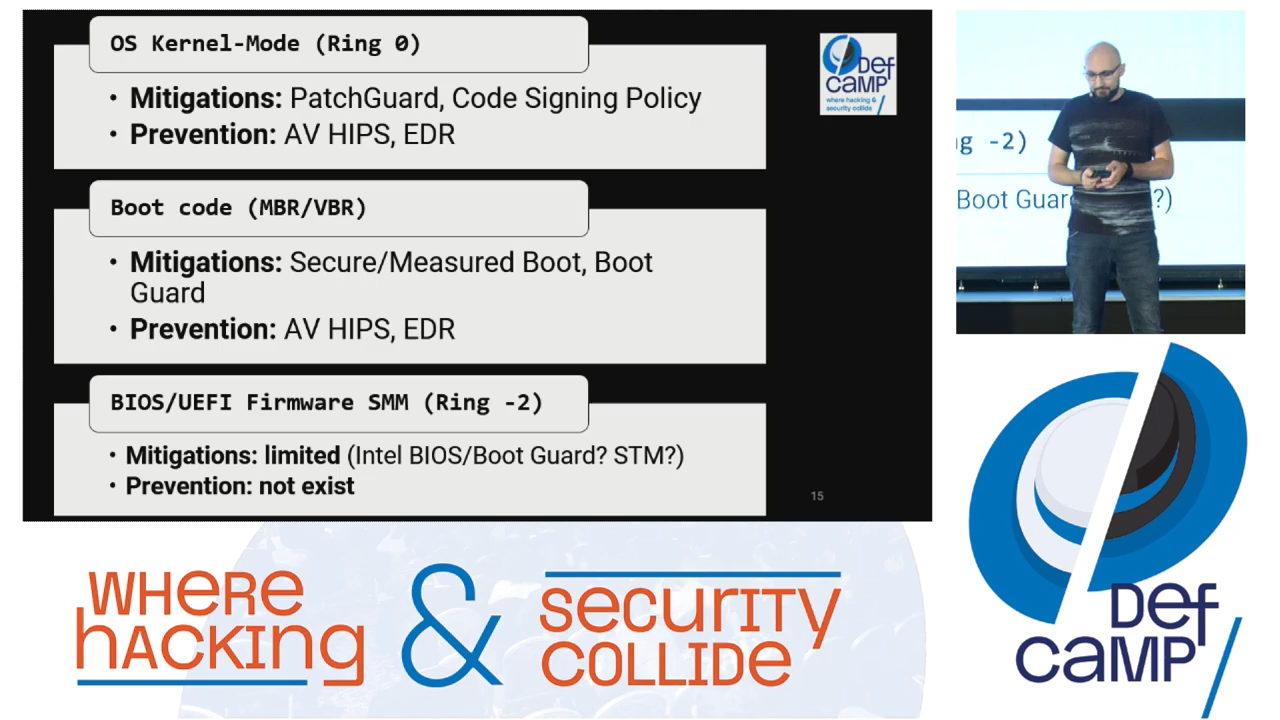 OS Kernel-Mode (Ring 0)
• Mitigations: PatchGuard, Code Signing Policy
• Prevention: AV HIPS, EDR
Boot code (MBR/VBR)
• Mitigations: Secure/Measured Boot, Boot
Guard
• Prevention: AV HIPS, EDR
BIOS/UEFI Firmware SMM (Ring -2)
• Mitigations: limited (Intel BIOS/Boot Guard? STM?)
• Prevention: not exist
15
Def
CAMP
where hacking &
security collide
g -2)
Boot Guar ?)
WHERE
HACKING
&
SECURITY
COLLIDE
Def
CAMP